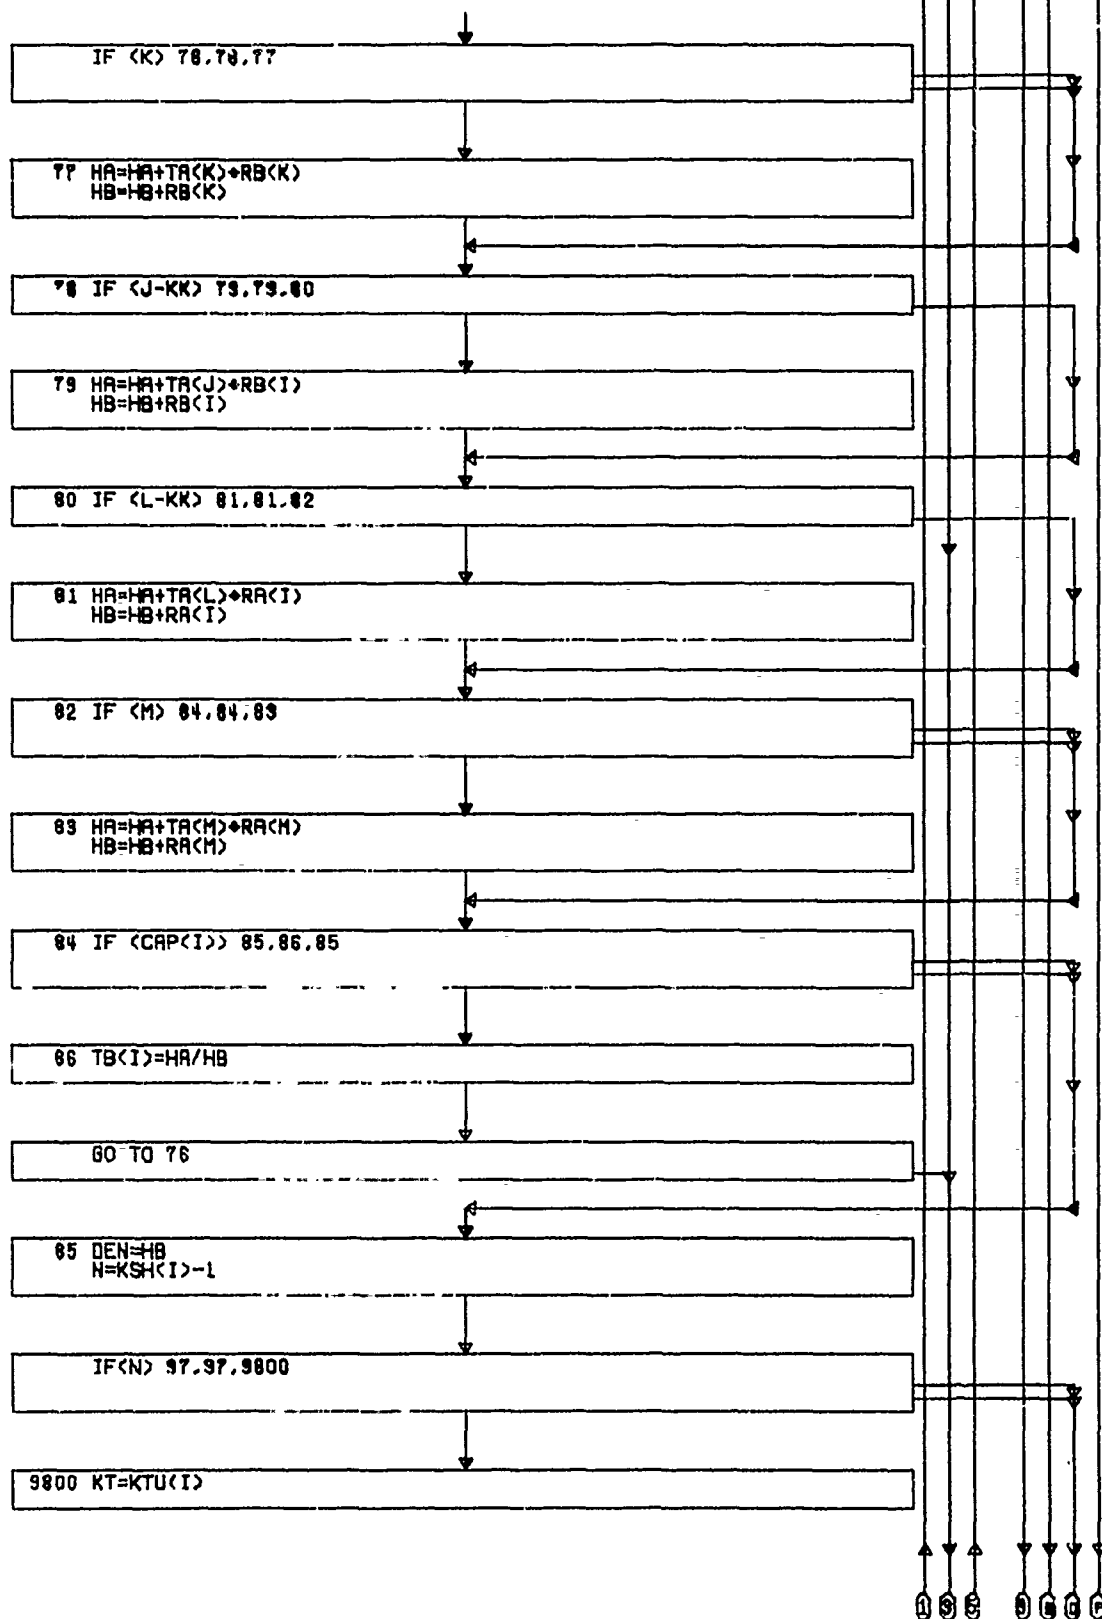 IF (K) 78,78,77
77 HA=HA+TA(K)*RB(K)
HB=HB+RB(K)
78 IF (J-KK) 79,79,80
79 HA=HA+TA(J)*RB(I)
HB=HB+RB(I)
80 IF (L-KK) 81,81,82
81 HA=HA+TA(L)*RA(I)
HB=HB+RA(I)
82 IF (M) 84,84,83
83 HA=HA+TA(M)*RA(M)
HB=HB+RA(M)
84 IF (CAP(I)) 85,86,85
86 TB(I)=HA/HB
GO TO 76
85 DEN=HB
N=KSH(I)-1
IF(N) 97,97,9800
9800 KT=KTU(I)